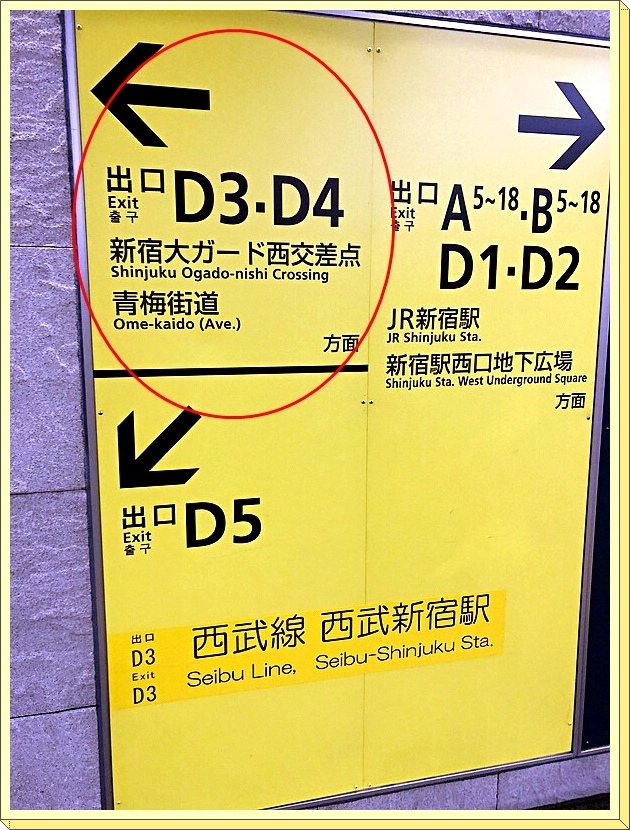 出口
Exit
출구
D3・D4
新宿大ガード西交差点
Shinjuku Ogado-nishi Crossing
青梅街道
Ome-kaido (Ave.)
方面
出口
Exit
출구
D5
出口
Exit
출구
A5~18・B5~18
D1・D2
JR新宿駅
JR Shinjuku Sta.
新宿駅西口地下広場
Shinjuku Sta. West Underground Square
方面
出口
D3
Exit
D3
西武線 西武新宿駅
Seibu Line, Seibu-Shinjuku Sta.